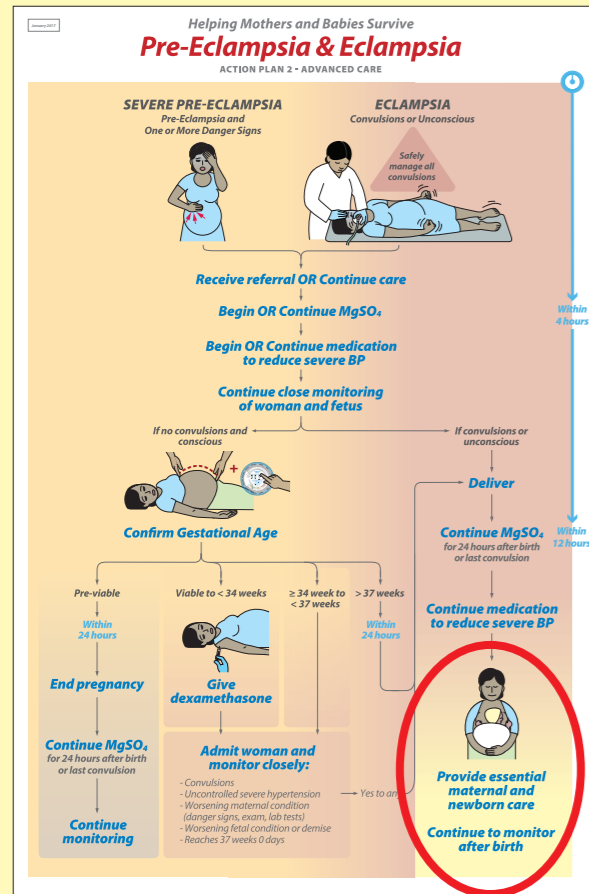 January 2017
Helping Mothers and Babies Survive
Pre-Eclampsia & Eclampsia
ACTION PLAN 2 - ADVANCED CARE
SEVERE PRE-ECLAMPSIA
Pre-Eclampsia and
One or More Danger Signs
ECLAMPSIA
Convulsions or Unconscious
Safely
manage all
convulsions
Receive referral OR Continue care
Begin OR Continue MgSO₄
Within
4 hours
Begin OR Continue medication
to reduce severe BP
Continue close monitoring
of woman and fetus
If no convulsions and
conscious
If convulsions or
unconscious
+
Deliver
Confirm Gestational Age
Continue MgSO₄
for 24 hours after birth
or last convulsion
Within
12 hours
Pre-viable
Viable to < 34 weeks
≥ 34 week to
< 37 weeks
> 37 weeks
Within
24 hours
Within
24 hours
Continue medication
to reduce severe BP
End pregnancy
Give
dexamethasone
Continue MgSO₄
for 24 hours after birth
or last convulsion
Continue
monitoring
Admit woman and
monitor closely:
- Convulsions
- Uncontrolled severe hypertension
- Worsening maternal condition
(danger signs, exam, lab tests)
- Worsening fetal condition or demise
- Reaches 37 weeks 0 days
Yes to any
Provide essential
maternal and
newborn care
Continue to monitor
after birth